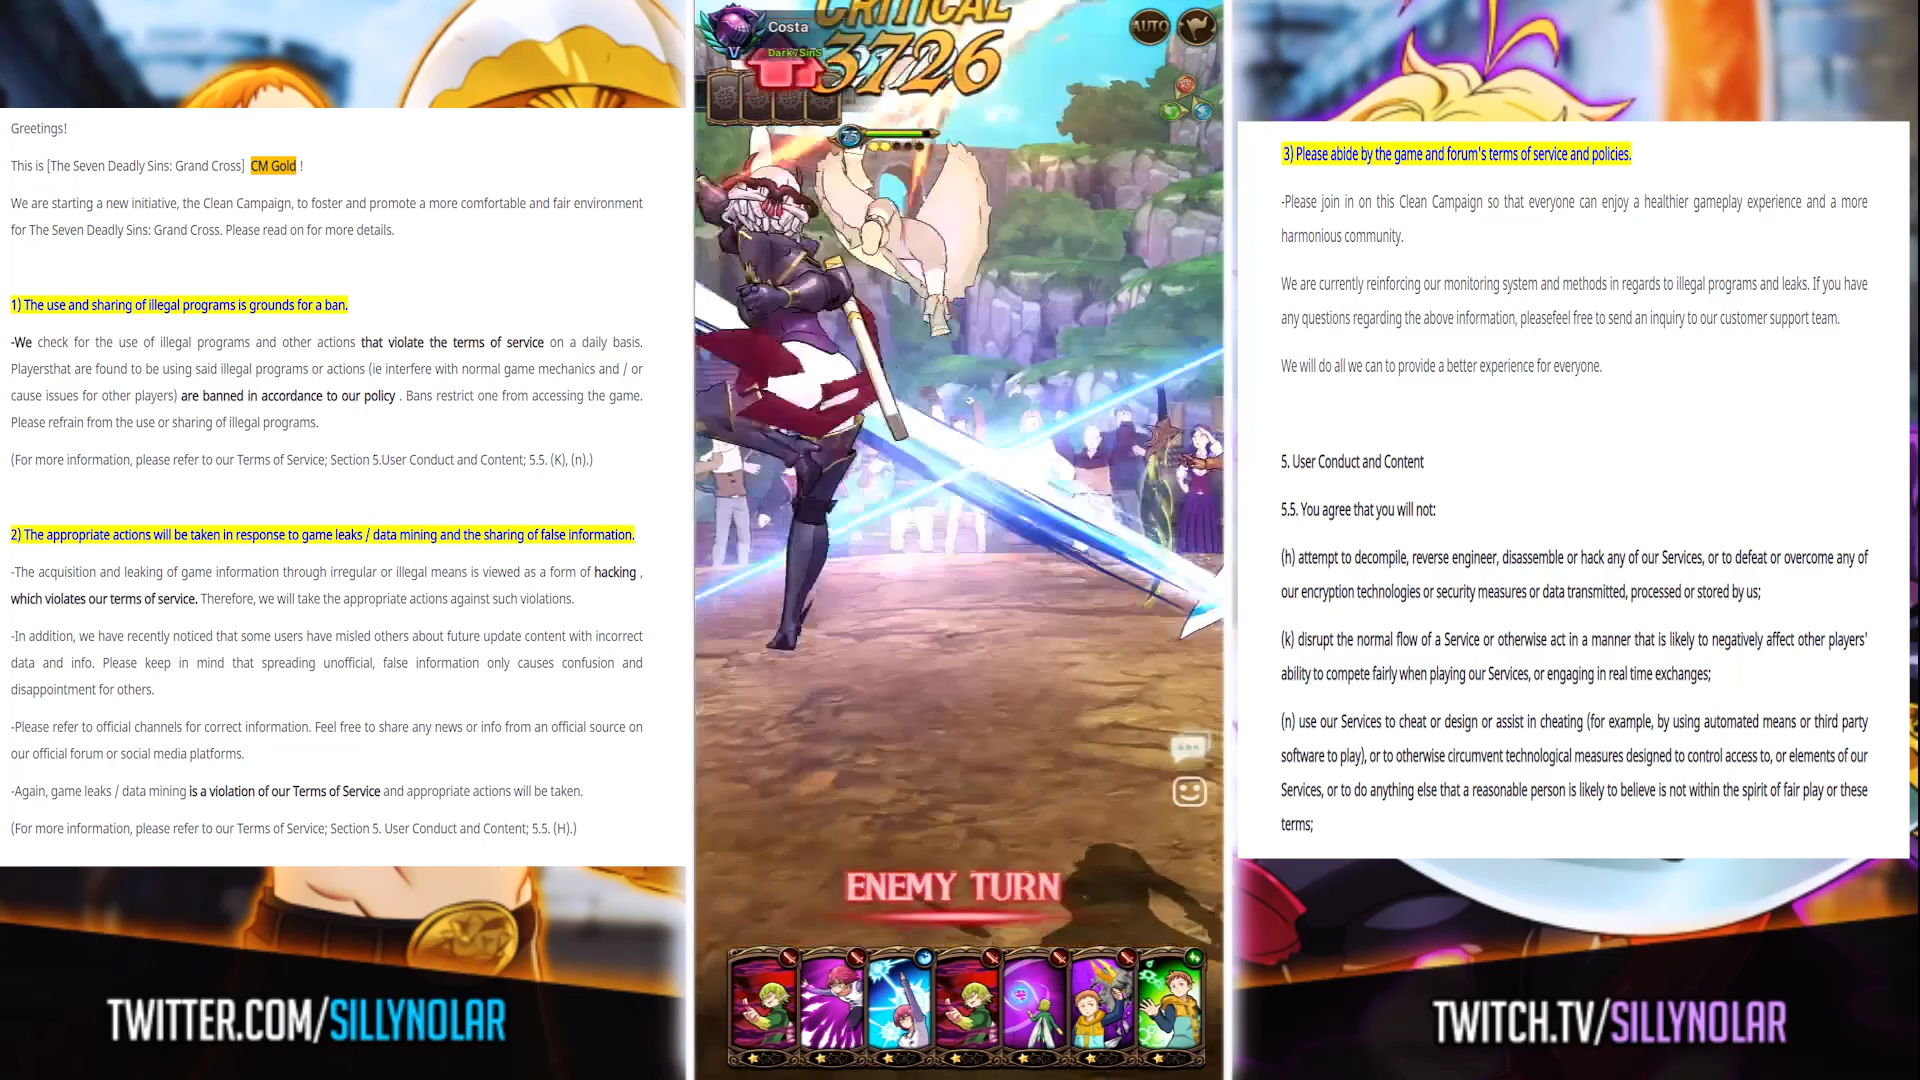 Greetings!
This is [The Seven Deadly Sins: Grand Cross] CM Gold !
We are starting a new initiative, the Clean Campaign, to foster and promote a more comfortable and fair environment
for The Seven Deadly Sins: Grand Cross. Please read on for more details.
1) The use and sharing of illegal programs is grounds for a ban.
-We check for the use of illegal programs and other actions that violate the terms of service on a daily basis.
Playersthat are found to be using said illegal programs or actions (ie interfere with normal game mechanics and / or
cause issues for other players) are banned in accordance to our policy . Bans restrict one from accessing the game.
Please refrain from the use or sharing of illegal programs.
(For more information, please refer to our Terms of Service; Section 5.User Conduct and Content; 5.5. (K), (n).)
2) The appropriate actions will be taken in response to game leaks / data mining and the sharing of false information.
-The acquisition and leaking of game information through irregular or illegal means is viewed as a form of hacking ,
which violates our terms of service. Therefore, we will take the appropriate actions against such violations.
-In addition, we have recently noticed that some users have misled others about future update content with incorrect
data and info. Please keep in mind that spreading unofficial, false information only causes confusion and
disappointment for others.
-Please refer to official channels for correct information. Feel free to share any news or info from an official source on
our official forum or social media platforms.
-Again, game leaks / data mining is a violation of our Terms of Service and appropriate actions will be taken.
(For more information, please refer to our Terms of Service; Section 5. User Conduct and Content; 5.5. (H).)
TWITTER.COM/SILLYNOLAR
CRITICAL
3726
Costa
V
Dark7SinS
AUTO
75
ENEMY TURN
3) Please abide by the game and forum's terms of service and policies.
-Please join in on this Clean Campaign so that everyone can enjoy a healthier gameplay experience and a more
harmonious community.
We are currently reinforcing our monitoring system and methods in regards to illegal programs and leaks. If you have
any questions regarding the above information, pleasefeel free to send an inquiry to our customer support team.
We will do all we can to provide a better experience for everyone.
5. User Conduct and Content
5.5. You agree that you will not:
(h) attempt to decompile, reverse engineer, disassemble or hack any of our Services, or to defeat or overcome any of
our encryption technologies or security measures or data transmitted, processed or stored by us;
(k) disrupt the normal flow of a Service or otherwise act in a manner that is likely to negatively affect other players'
ability to compete fairly when playing our Services, or engaging in real time exchanges;
(n) use our Services to cheat or design or assist in cheating (for example, by using automated means or third party
software to play), or to otherwise circumvent technological measures designed to control access to, or elements of our
Services, or to do anything else that a reasonable person is likely to believe is not within the spirit of fair play or these
terms;
TWITCH.TV/SILLYNOLAR